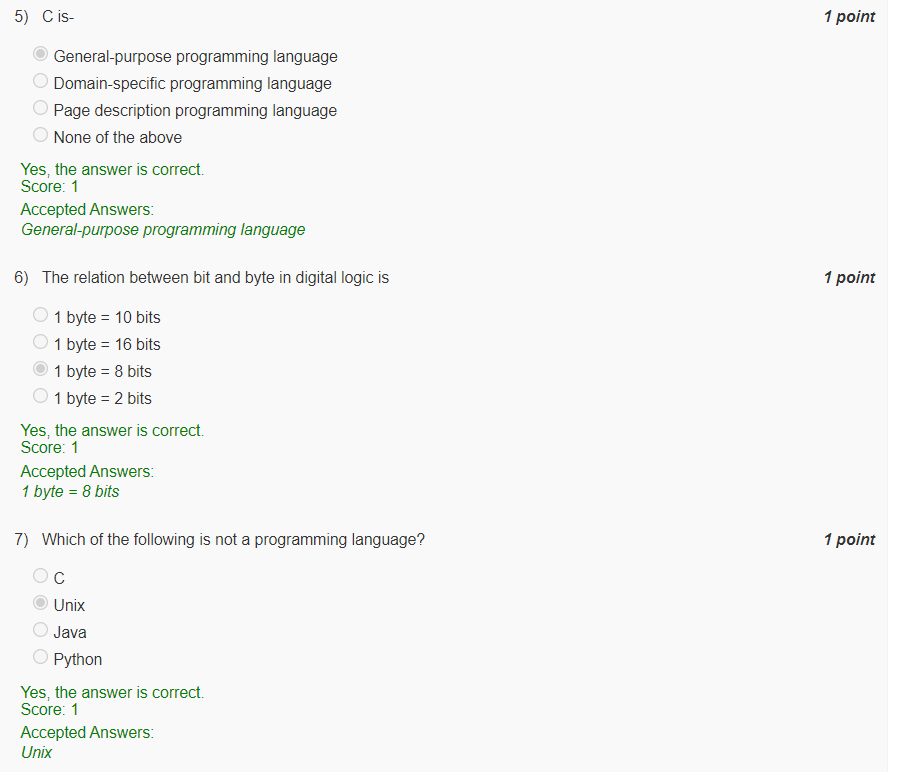 5) C is- 1 point
General-purpose programming language
Domain-specific programming language
Page description programming language
None of the above
Yes, the answer is correct.
Score: 1
Accepted Answers:
General-purpose programming language
6) The relation between bit and byte in digital logic is 1 point
1 byte = 10 bits
1 byte = 16 bits
1 byte = 8 bits
1 byte = 2 bits
Yes, the answer is correct.
Score: 1
Accepted Answers:
1 byte = 8 bits
7) Which of the following is not a programming language? 1 point
C
Unix
Java
Python
Yes, the answer is correct.
Score: 1
Accepted Answers:
Unix